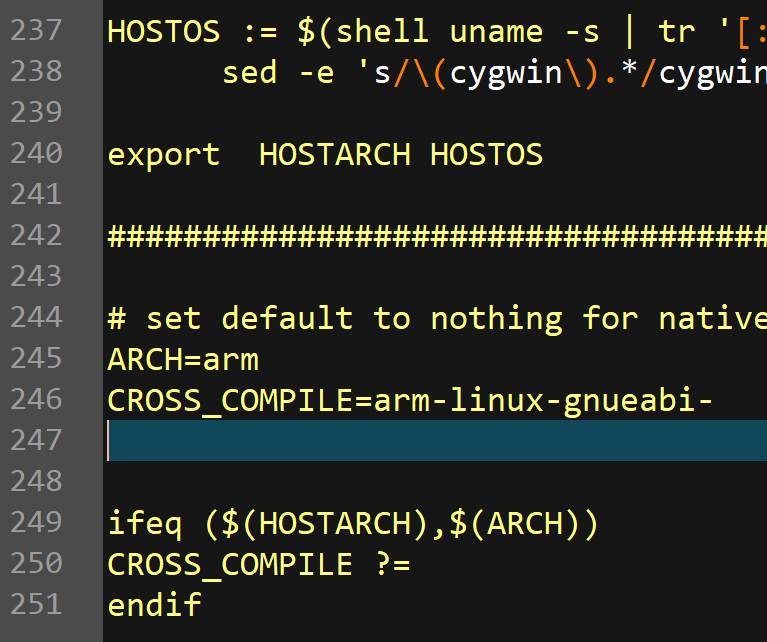 237 HOSTOS := $(shell uname -s | tr '[:
238 sed -e 's/\(cygwin\).*/cygwin
239
240 export  HOSTARCH HOSTOS
241
242 ###################################
243
244 # set default to nothing for native
245 ARCH=arm
246 CROSS_COMPILE=arm-linux-gnueabi-
247
248
249 ifeq ($(HOSTARCH),$(ARCH))
250 CROSS_COMPILE ?=
251 endif